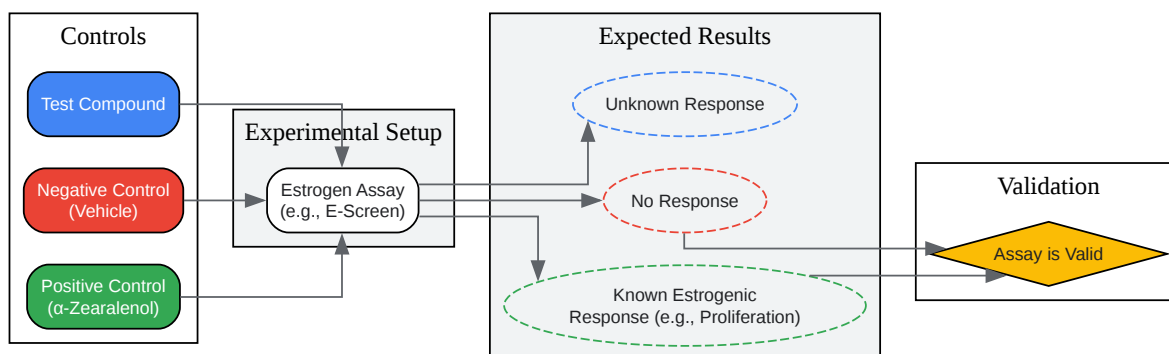 Controls
Test Compound
Negative Control
(Vehicle)
Positive Control
(α-Zearalenol)
Experimental Setup
Estrogen Assay
(e.g., E-Screen)
Expected Results
Unknown Response
No Response
Known Estrogenic
Response (e.g., Proliferation)
Validation
Assay is Valid